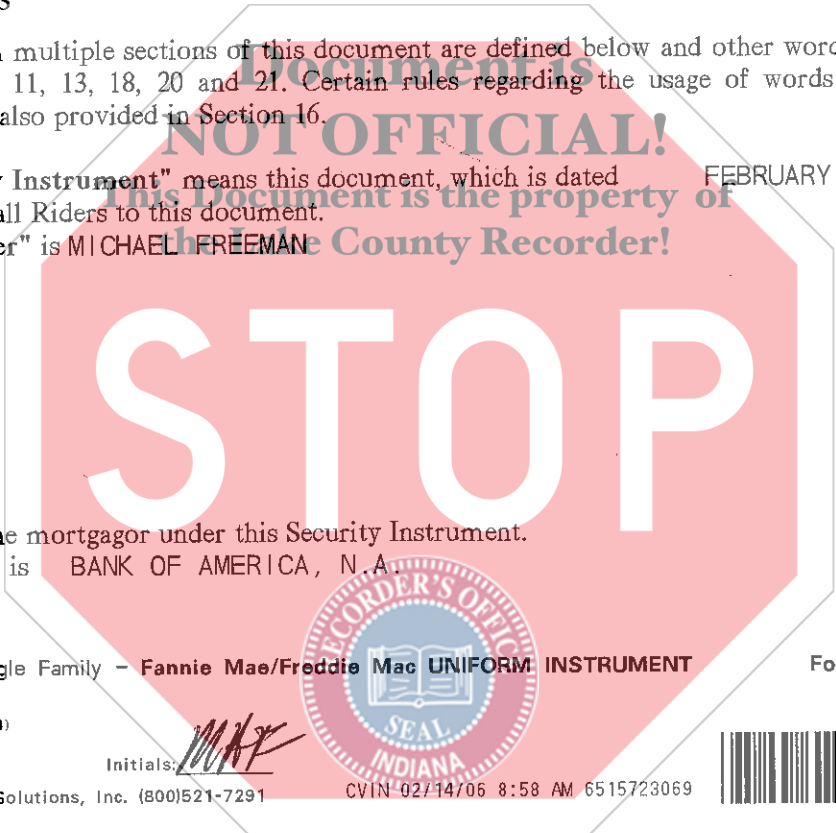 S
multiple sections of this document are defined below and other word
11, 13, 18, 20 and 21. Certain rules regarding the usage of words
also provided in Section 16.
Document is
NOT OFFICIAL!
This Document is the property of
the Lake County Recorder!
Instrument" means this document, which is dated FEBRUARY
all Riders to this document.
er" is MICHAEL FREEMAN
STOP
e mortgagor under this Security Instrument.
is BANK OF AMERICA, N.A.
RECORDER'S OFFICE
SEAL
INDIANA
gle Family - Fannie Mae/Freddie Mac UNIFORM INSTRUMENT Fo
Initials:
Solutions, Inc. (800)521-7291 CVIN 02/14/06 8:58 AM 6515723069